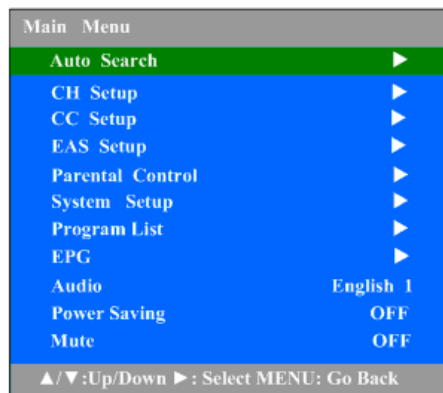 Main Menu
Auto Search ▶
CH Setup ▶
CC Setup ▶
EAS Setup ▶
Parental Control ▶
System Setup ▶
Program List ▶
EPG ▶
Audio English 1
Power Saving OFF
Mute OFF
▲/▼:Up/Down ▶: Select MENU: Go Back